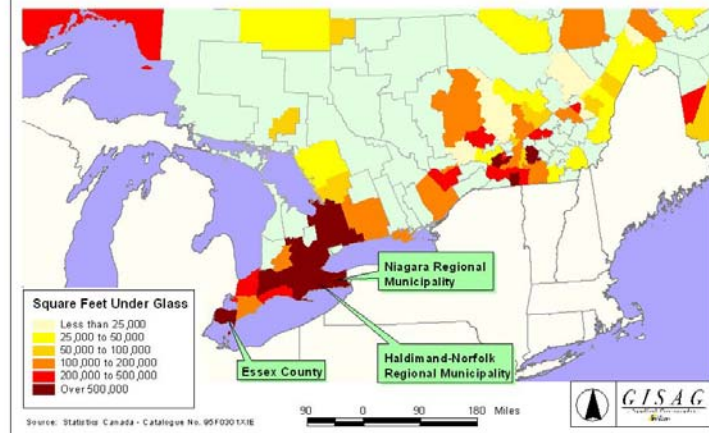 Niagara Regional
Municipality
Square Feet Under Glass
Less than 25,000
25,000 to 50,000
50,000 to 100,000
100,000 to 200,000
200,000 to 500,000
Over 500,000
Essex County
Haldimand-Norfolk
Regional Municipality
Source: Statistics Canada - Catalogue No. 95F0301XIE
90 0 90 180 Miles
GISAG